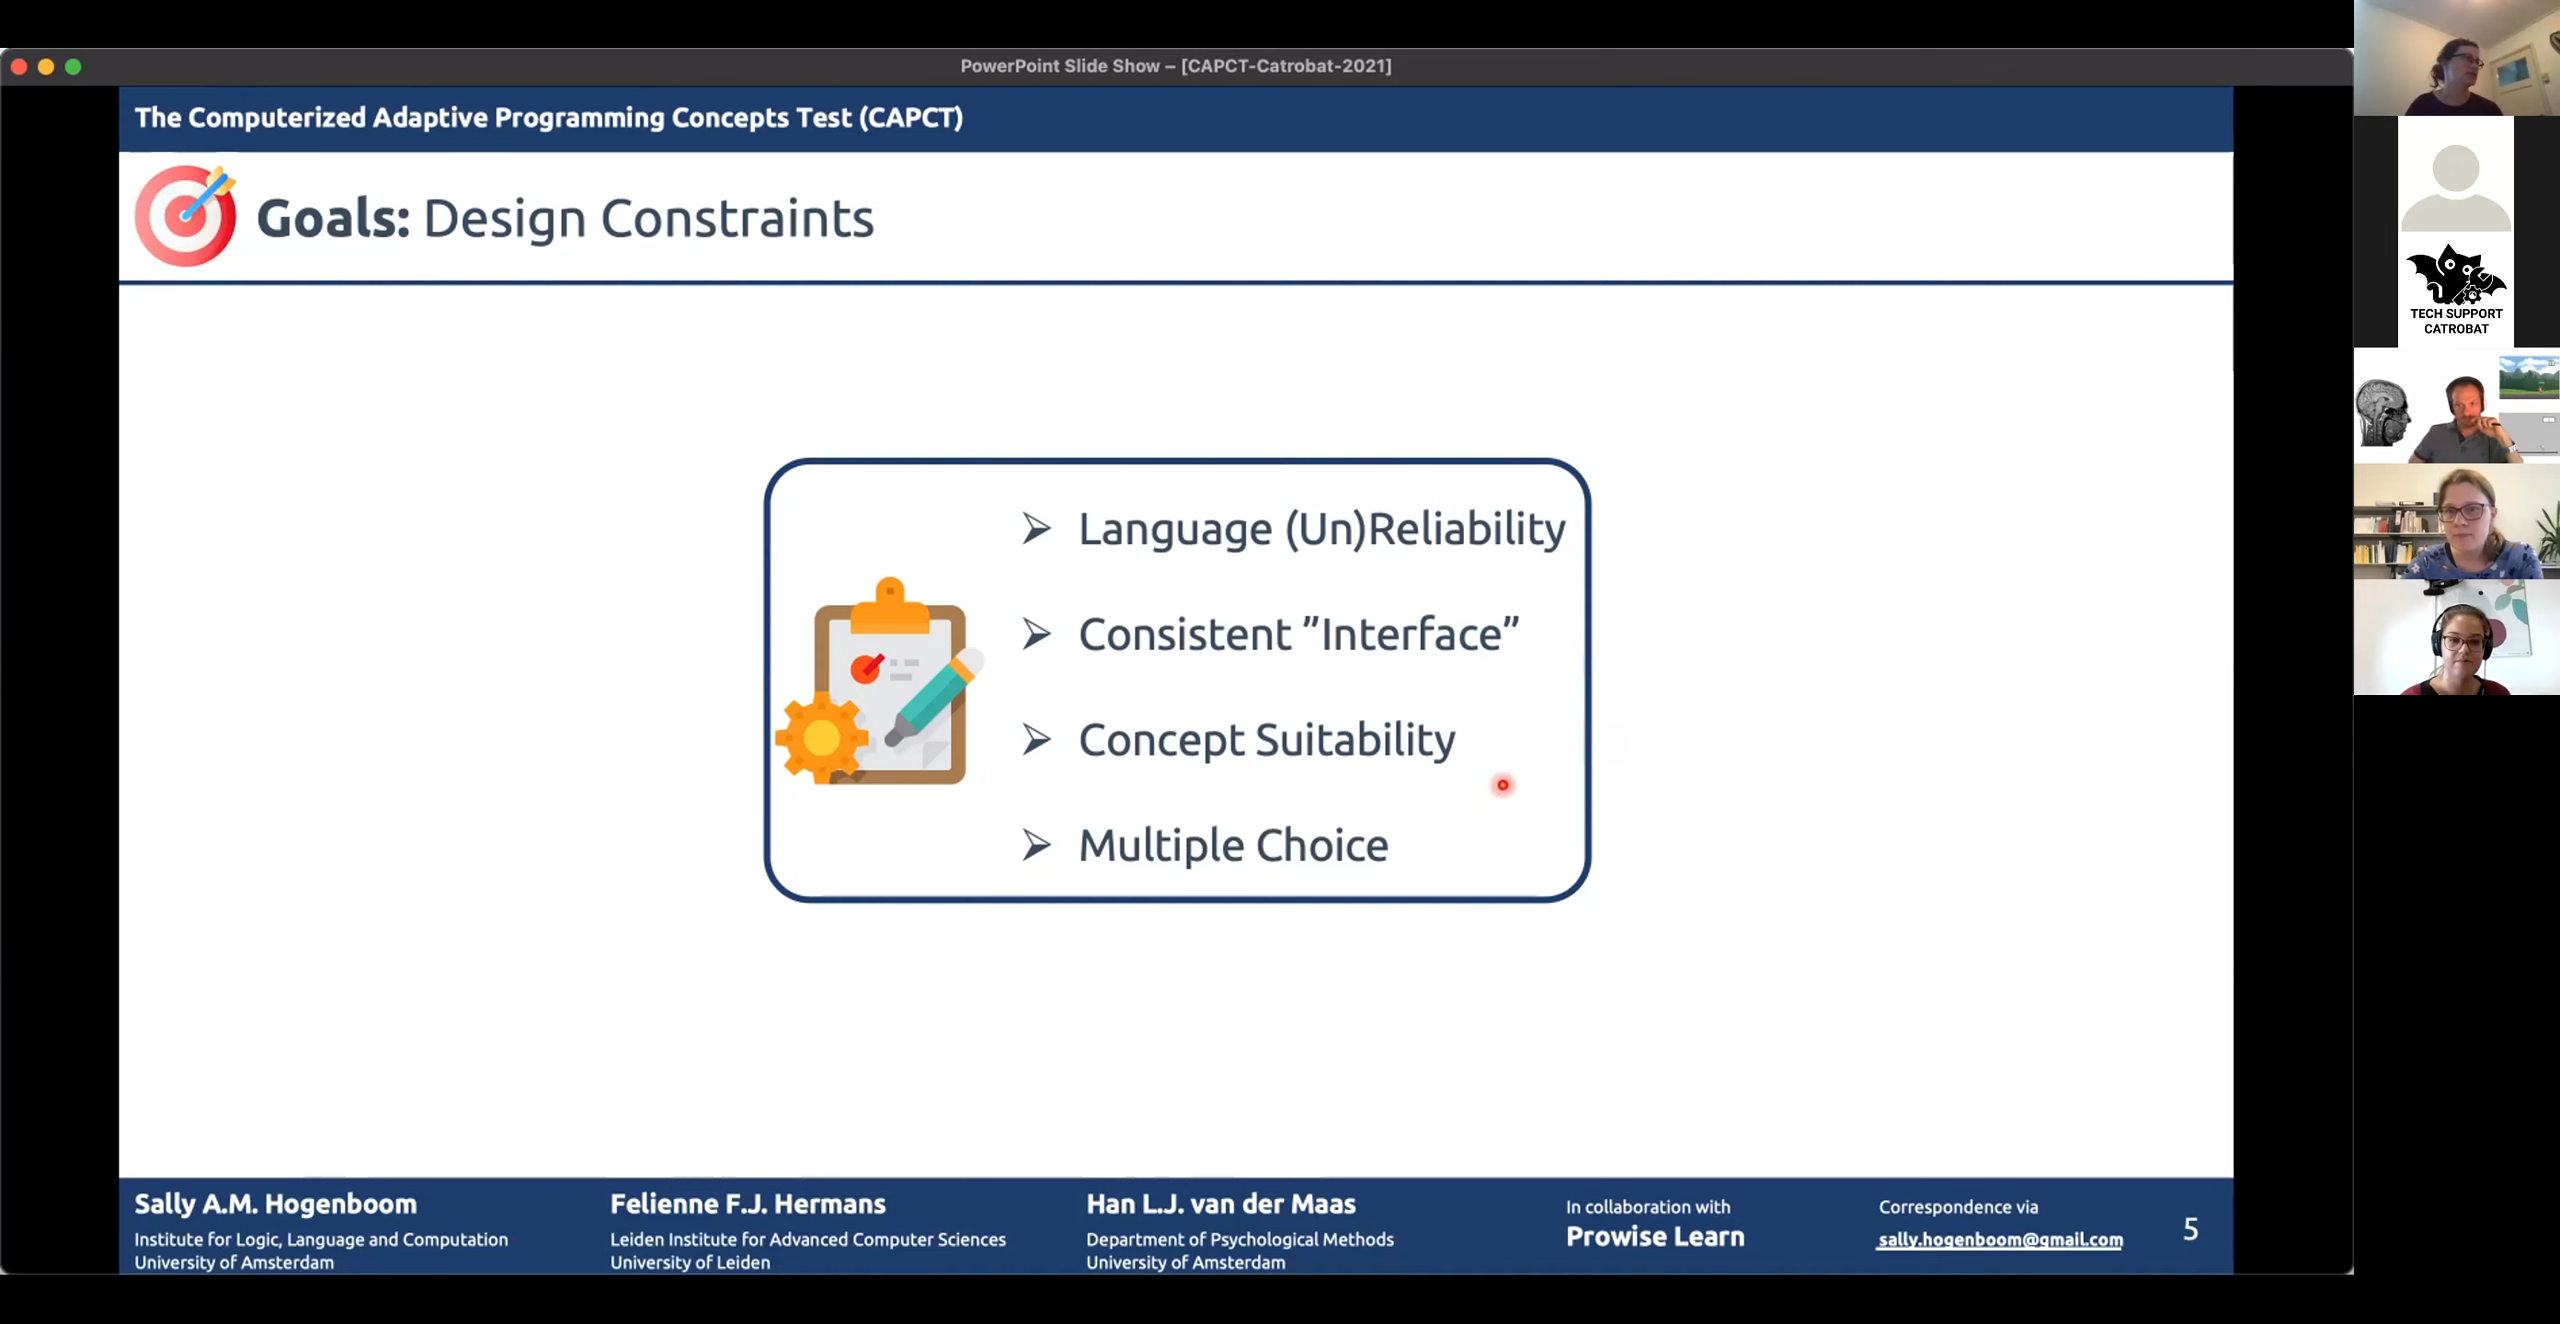 PowerPoint Slide Show – [CAPCT-Catrobat-2021]
The Computerized Adaptive Programming Concepts Test (CAPCT)
Goals: Design Constraints
Language (Un)Reliability
Consistent ”Interface”
Concept Suitability
Multiple Choice
Sally A.M. Hogenboom
Institute for Logic, Language and Computation
University of Amsterdam
Felienne F.J. Hermans
Leiden Institute for Advanced Computer Sciences
University of Leiden
Han L.J. van der Maas
Department of Psychological Methods
University of Amsterdam
In collaboration with
Prowise Learn
Correspondence via
sally.hogenboom@gmail.com
5
TECH SUPPORT
CATROBAT